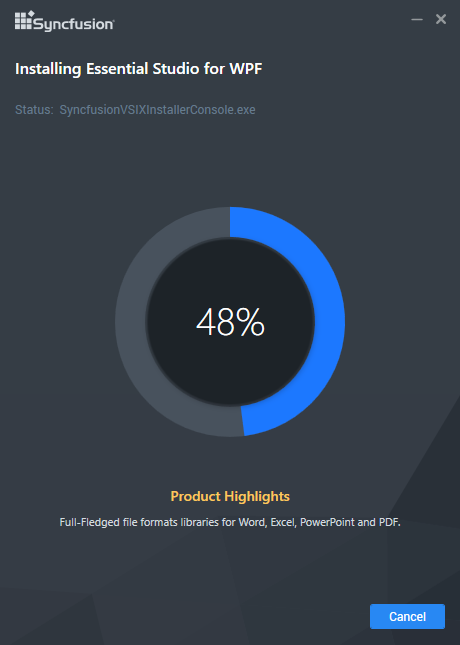 Syncfusion
Installing Essential Studio for WPF
Status: SyncfusionVSIXInstallerConsole.exe
48%
Product Highlights
Full-Fledged file formats libraries for Word, Excel, PowerPoint and PDF.
Cancel